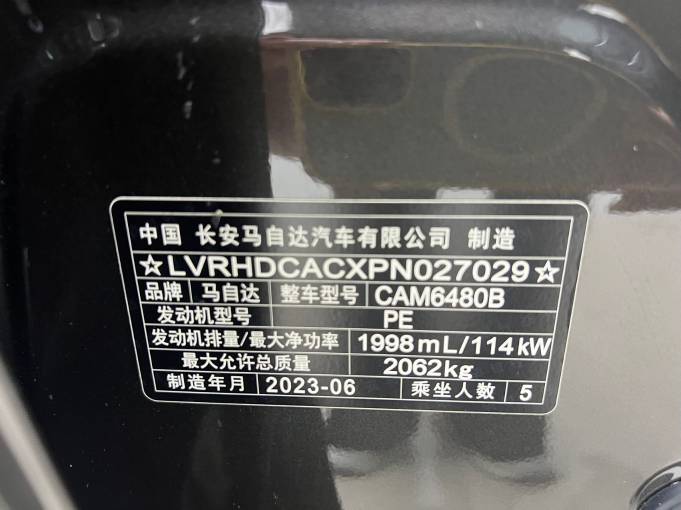 中国 长安马自达汽车有限公司 制造
☆LVRHDCACXPN027029☆
品牌 马自达 整车型号 CAM6480B
发动机型号 PE
发动机排量/最大净功率 1998mL/114kW
最大允许总质量 2062kg
制造年月 2023-06 乘坐人数 5